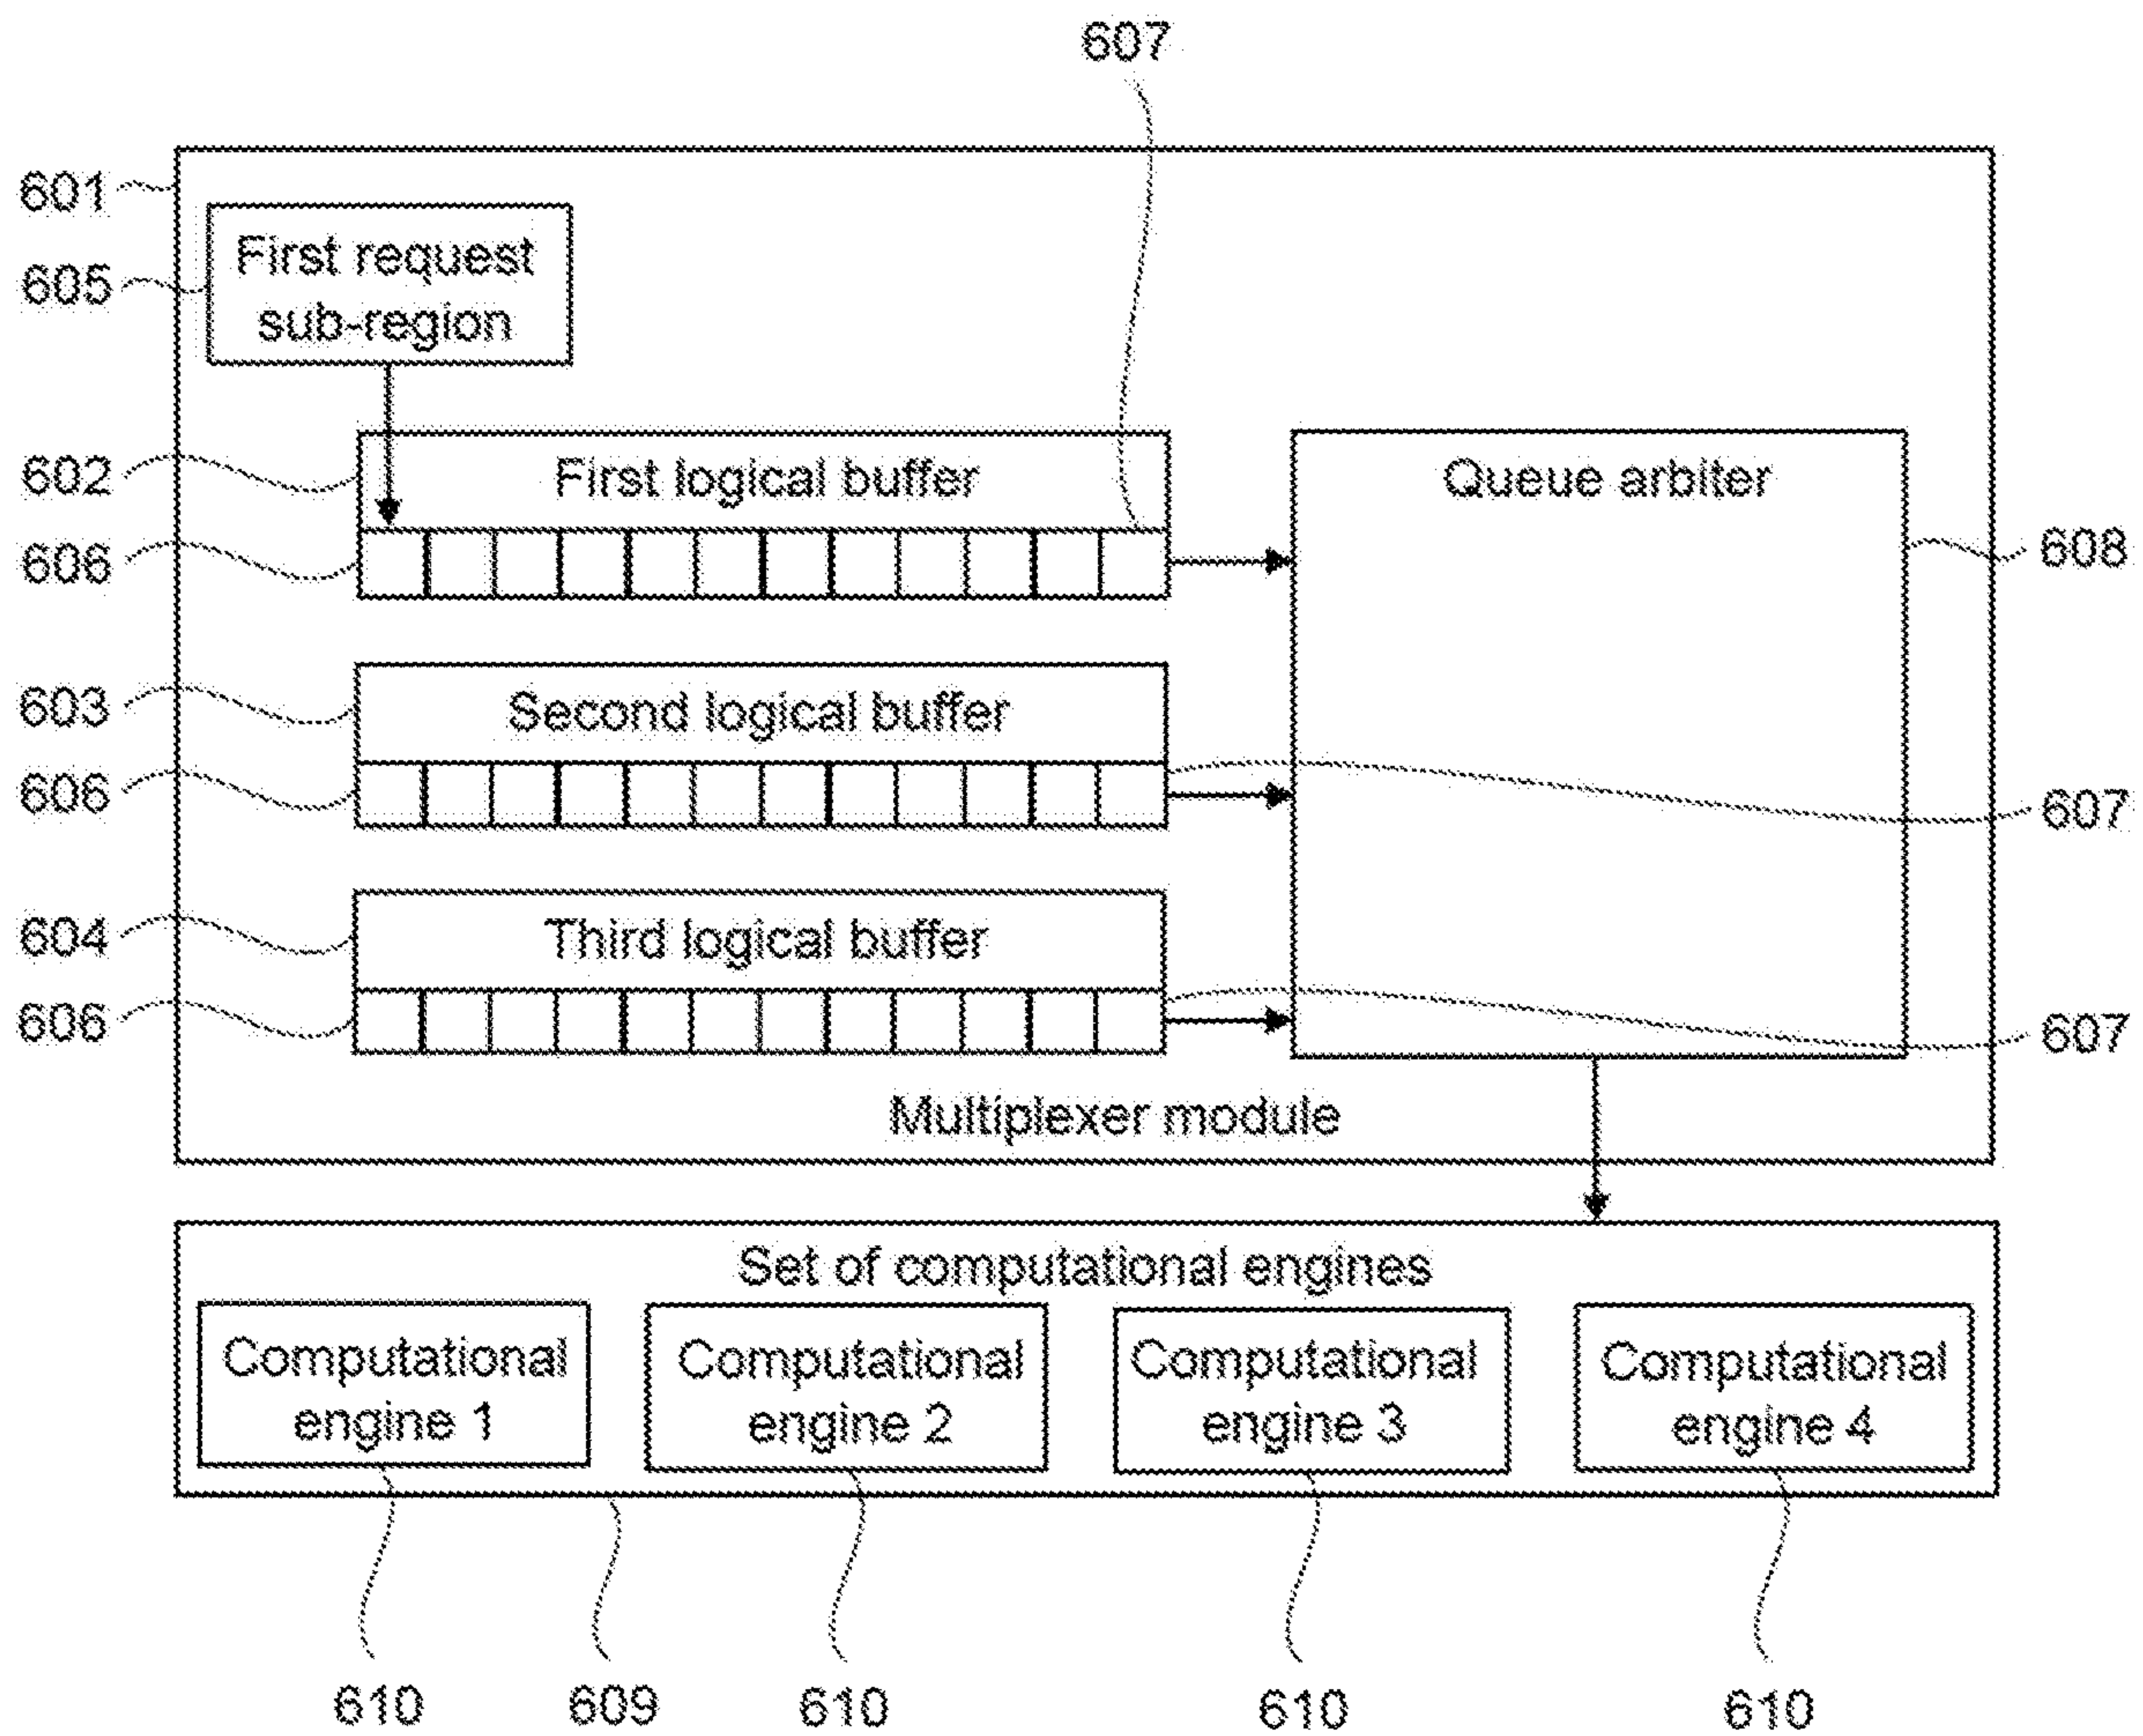 607
601
First request
605
sub-region
602
First logical buffer
Queue arbiter
606
608
603
Second logical buffer
606
607
604
Third logical buffer
606
607
Multiplexer module
Set of computational engines
Computational
engine 1
Computational
engine 2
Computational
engine 3
Computational
engine 4
610
609
610
610
610